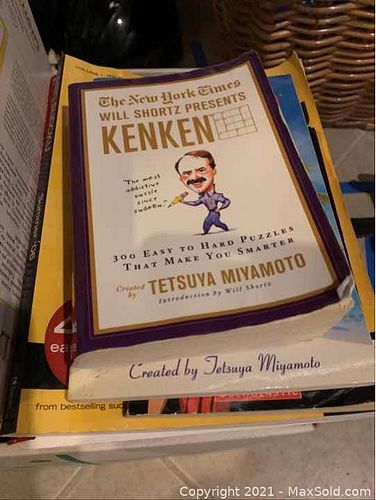 The New York Times
WILL SHORTZ PRESENTS
KENKEN
"The most
addictive
puzzle
since
sudoku."
300 EASY TO HARD PUZZLES
THAT MAKE YOU SMARTER
Created by TETSUYA MIYAMOTO
Introduction by Will Shortz
Created by Tetsuya Miyamoto
eas
from bestselling suc
Copyright © 2021 - MaxSold.com